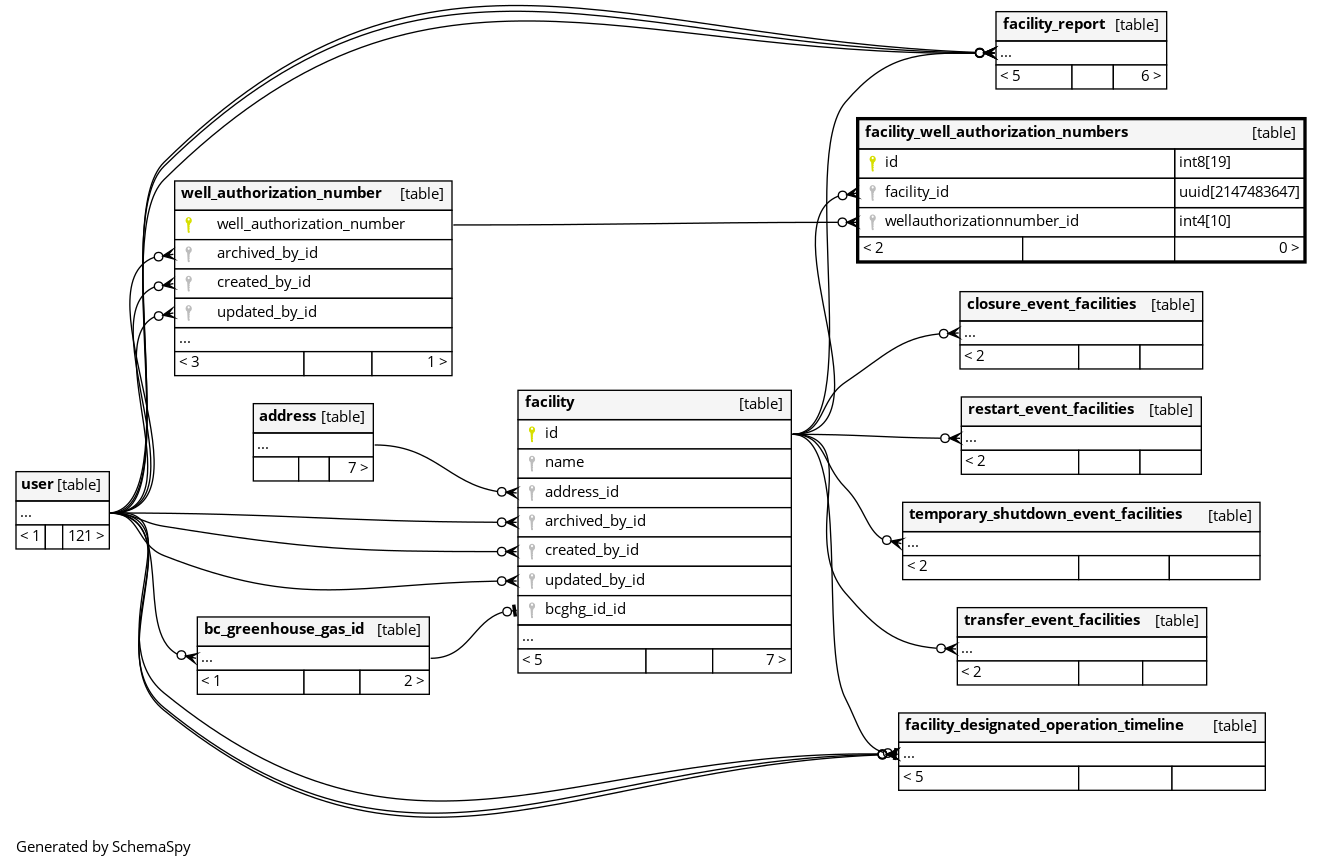 facility_report [table]
...
< 5 6 >
facility_well_authorization_numbers [table]
id int8[19]
facility_id uuid[2147483647]
wellauthorizationnumber_id int4[10]
< 2 0 >
well_authorization_number [table]
well_authorization_number
archived_by_id
created_by_id
updated_by_id
...
< 3 1 >
closure_event_facilities [table]
...
< 2
facility [table]
id
name
address_id
archived_by_id
created_by_id
updated_by_id
bcghg_id_id
...
< 5 7 >
restart_event_facilities [table]
...
< 2
address [table]
...
7 >
user [table]
...
< 1 121 >
temporary_shutdown_event_facilities [table]
...
< 2
transfer_event_facilities [table]
...
< 2
bc_greenhouse_gas_id [table]
...
< 1 2 >
facility_designated_operation_timeline [table]
...
< 5
Generated by SchemaSpy